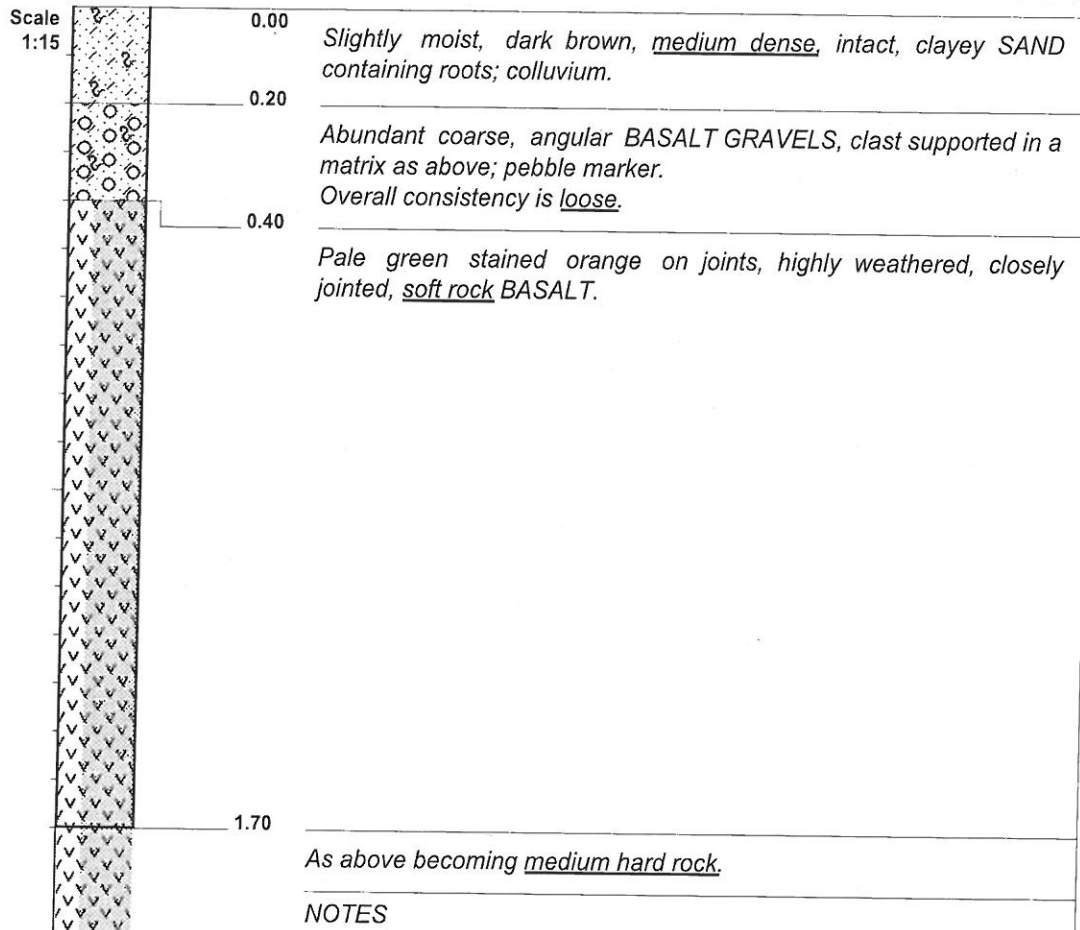 Scale
1:15
0.00
Slightly moist, dark brown, medium dense, intact, clayey SAND
containing roots; colluvium.
0.20
Abundant coarse, angular BASALT GRAVELS, clast supported in a
matrix as above; pebble marker.
Overall consistency is loose.
0.40
Pale green stained orange on joints, highly weathered, closely
jointed, soft rock BASALT.
1.70
As above becoming medium hard rock.
NOTES